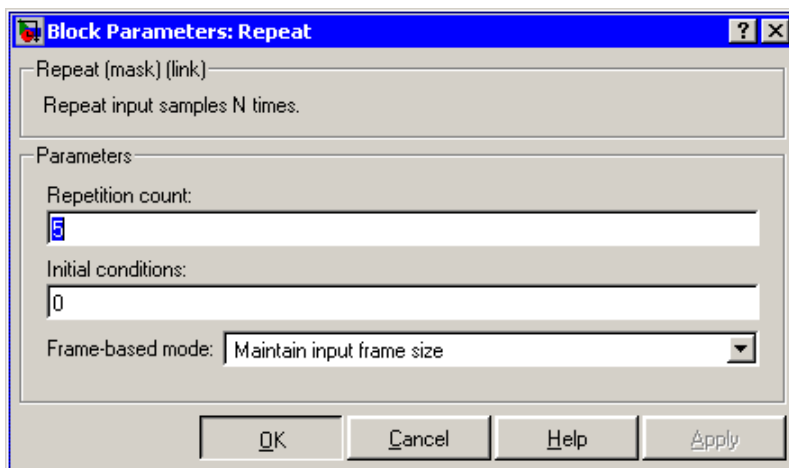 Block Parameters: Repeat
Repeat (mask) (link)
Repeat input samples N times.
Parameters
Repetition count:
5
Initial conditions:
0
Frame-based mode: Maintain input frame size
OK Cancel Help Apply